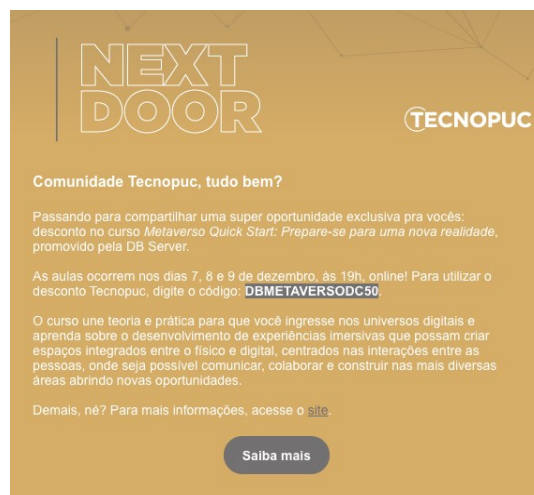 NEXT
DOOR
TECNOPUC
Comunidade Tecnopuc, tudo bem?
Passando para compartilhar uma super oportunidade exclusiva pra vocês:
desconto no curso Metaverso Quick Start: Prepare-se para uma nova realidade,
promovido pela DB Server.
As aulas ocorrem nos dias 7, 8 e 9 de dezembro, às 19h, online! Para utilizar o
desconto Tecnopuc, digite o código: DBMETAVERSODC50.
O curso une teoria e prática para que você ingresse nos universos digitais e
aprenda sobre o desenvolvimento de experiências imersivas que possam criar
espaços integrados entre o físico e digital, centrados nas interações entre as
pessoas, onde seja possível comunicar, colaborar e construir nas mais diversas
áreas abrindo novas oportunidades.
Demais, né? Para mais informações, acesse o site.
Saiba mais